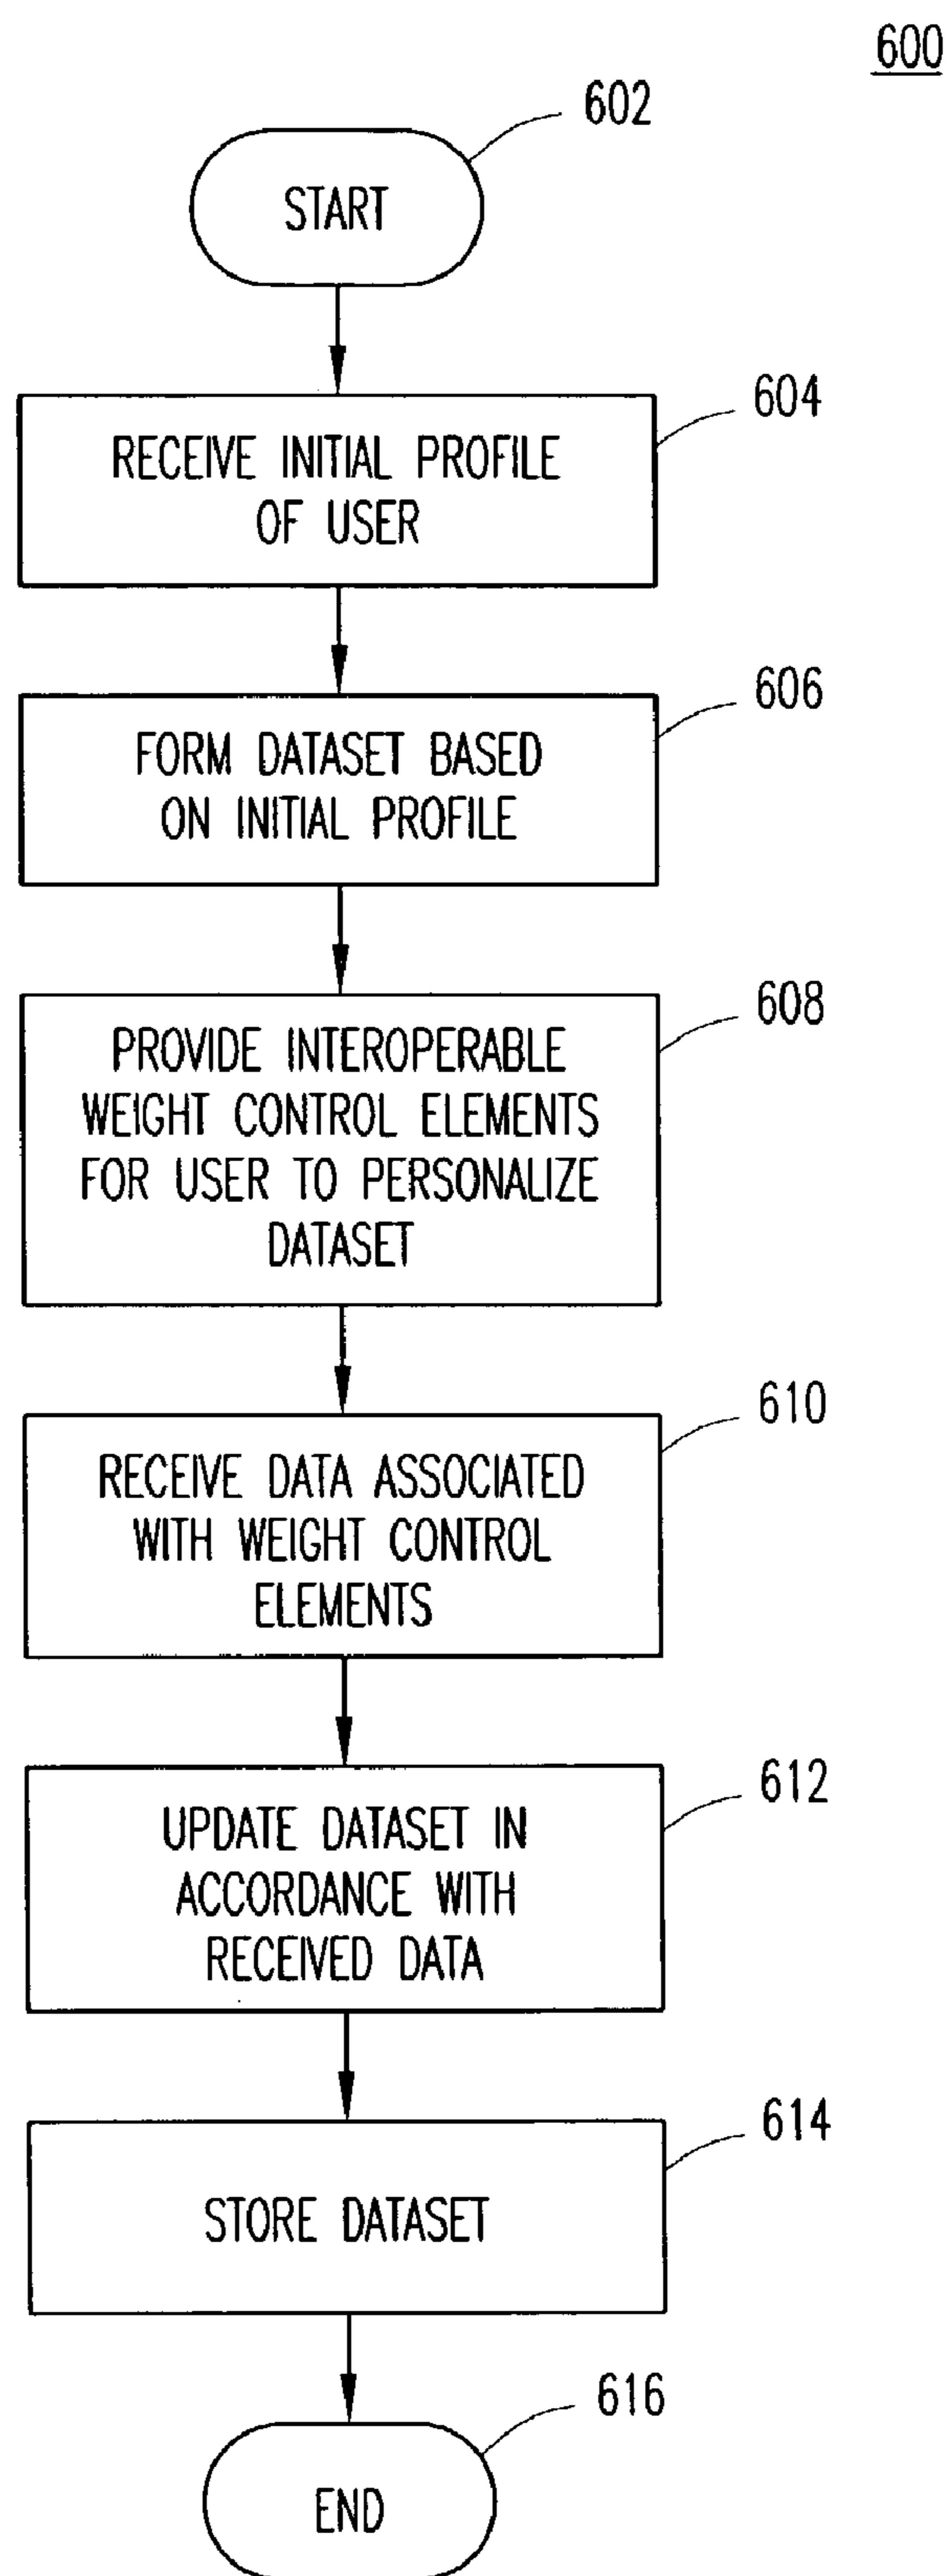 600
602
START
604
RECEIVE INITIAL PROFILE
OF USER
606
FORM DATASET BASED
ON INITIAL PROFILE
608
PROVIDE INTEROPERABLE
WEIGHT CONTROL ELEMENTS
FOR USER TO PERSONALIZE
DATASET
610
RECEIVE DATA ASSOCIATED
WITH WEIGHT CONTROL
ELEMENTS
612
UPDATE DATASET IN
ACCORDANCE WITH
RECEIVED DATA
614
STORE DATASET
616
END